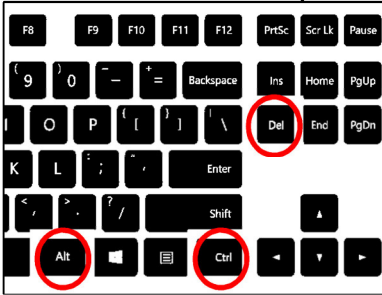 F8 F9 F10 F11 F12 PrtSc Scr Lk Pause
( 9 ) 0 _ - + = Backspace Ins Home PgUp
I O P { [ } ] | \ Del End PgDn
K L : ; " ' Enter
< , > . ? / Shift
Alt Ctrl